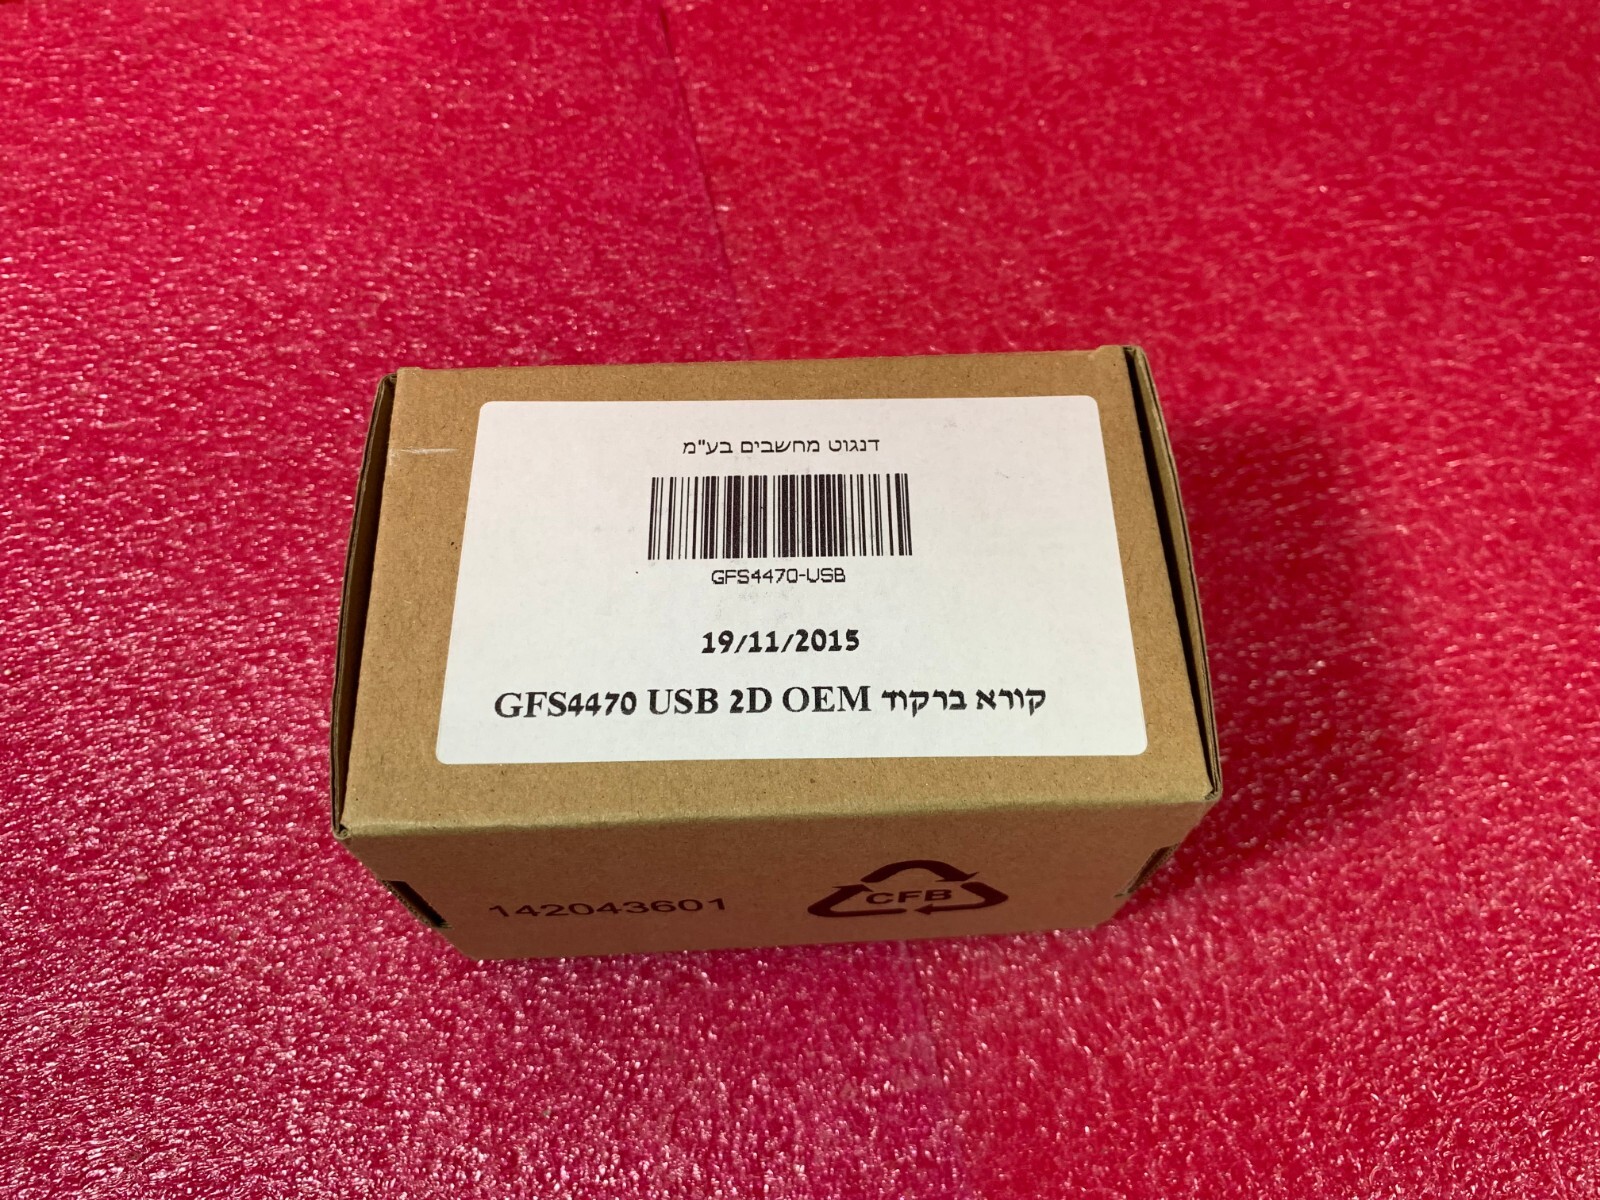 דנגוט מחשבים בע"מ
GFS4470-USB
19/11/2015
קורא ברקוד GFS4470 USB 2D OEM
142043601
CFB